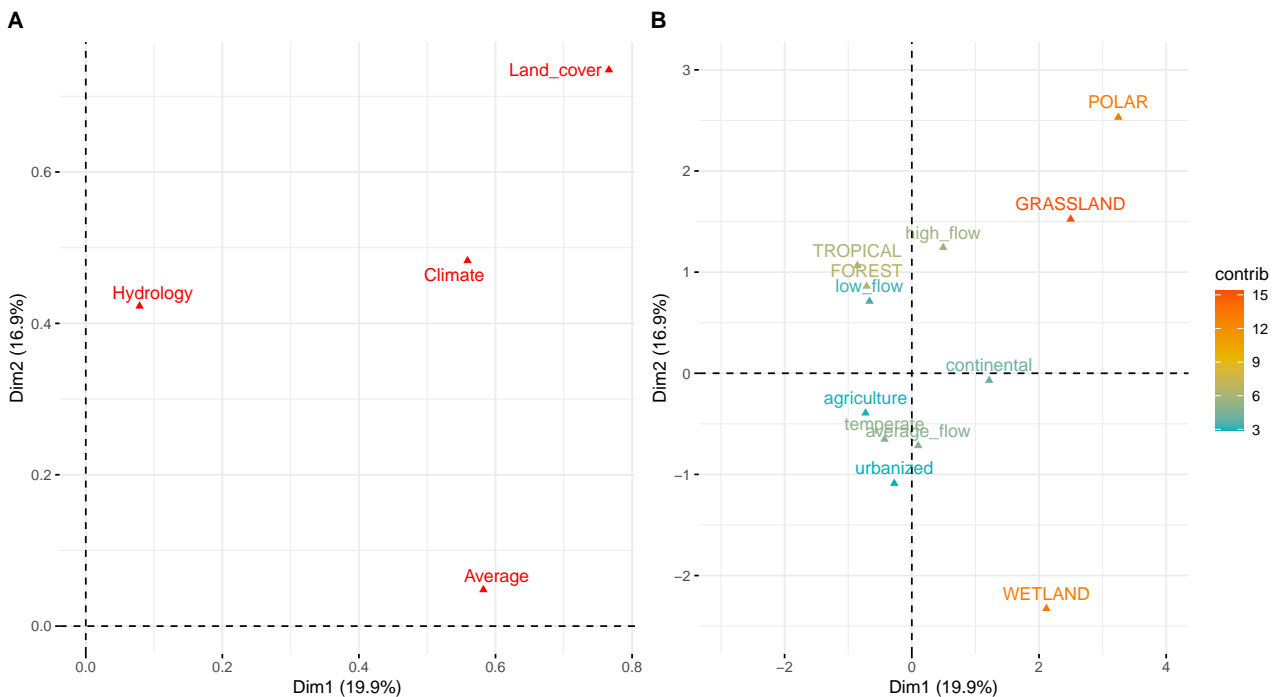 A
Land_cover
Climate
Hydrology
Average
0.6
0.4
0.2
0.0
0.0
0.2
0.4
0.6
0.8
Dim1 (19.9%)
Dim2 (16.9%)
B
POLAR
GRASSLAND
high_flow
TROPICAL
FOREST
low_flow
continental
agriculture
temperate
average_flow
urbanized
WETLAND
3
2
1
0
−1
−2
−2
0
2
4
Dim1 (19.9%)
Dim2 (16.9%)
contrib
15
12
9
6
3